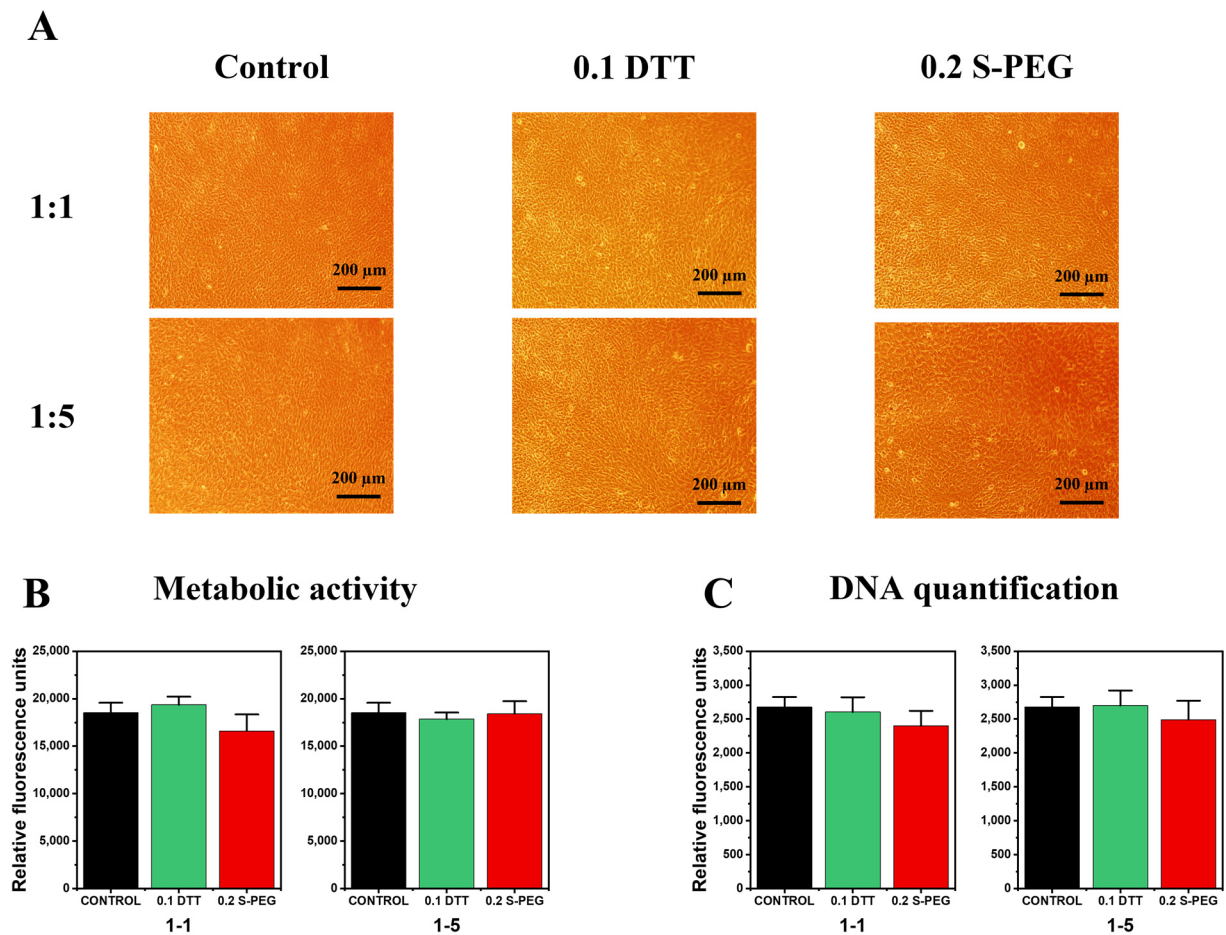 A
Control 0.1 DTT 0.2 S-PEG
1:1
200 µm 200 µm 200 µm
1:5
200 µm 200 µm 200 µm
B Metabolic activity
C DNA quantification
Relative fluorescence units
25,000
20,000
15,000
10,000
5,000
0
CONTROL 0.1 DTT 0.2 S-PEG
1-1
25,000
20,000
15,000
10,000
5,000
0
CONTROL 0.1 DTT 0.2 S-PEG
1-5
Relative fluorescence units
3,500
3,000
2,500
2,000
1,500
1,000
500
0
CONTROL 0.1 DTT 0.2 S-PEG
1-1
3,500
3,000
2,500
2,000
1,500
1,000
500
0
CONTROL 0.1 DTT 0.2 S-PEG
1-5